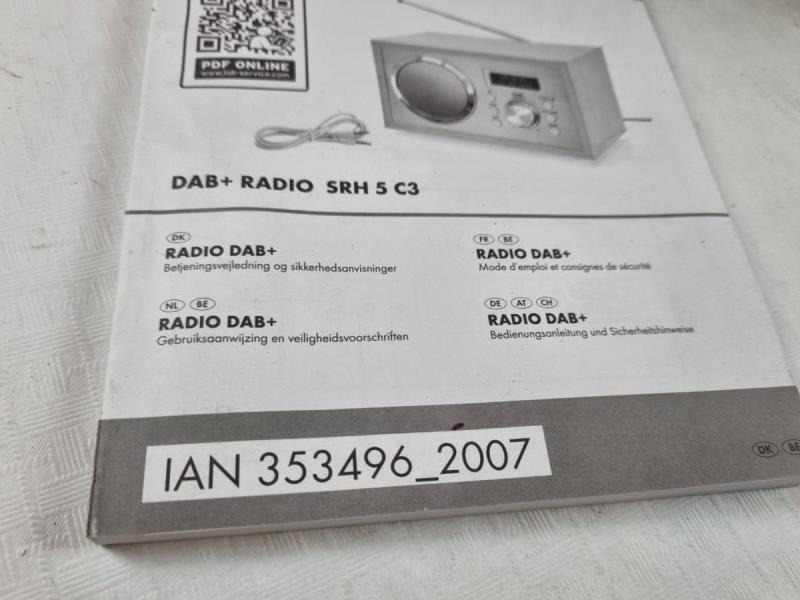 PDF ONLINE
www.lidl-service.com
DAB+ RADIO SRH 5 C3
DK
RADIO DAB+
Betjeningsvejledning og sikkerhedsanvisninger
FR BE
RADIO DAB+
Mode d'emploi et consignes de sécurité
NL BE
RADIO DAB+
Gebruiksaanwijzing en veiligheidsvoorschriften
DE AT CH
RADIO DAB+
Bedienungsanleitung und Sicherheitshinweise
IAN 353496_2007
DK BE